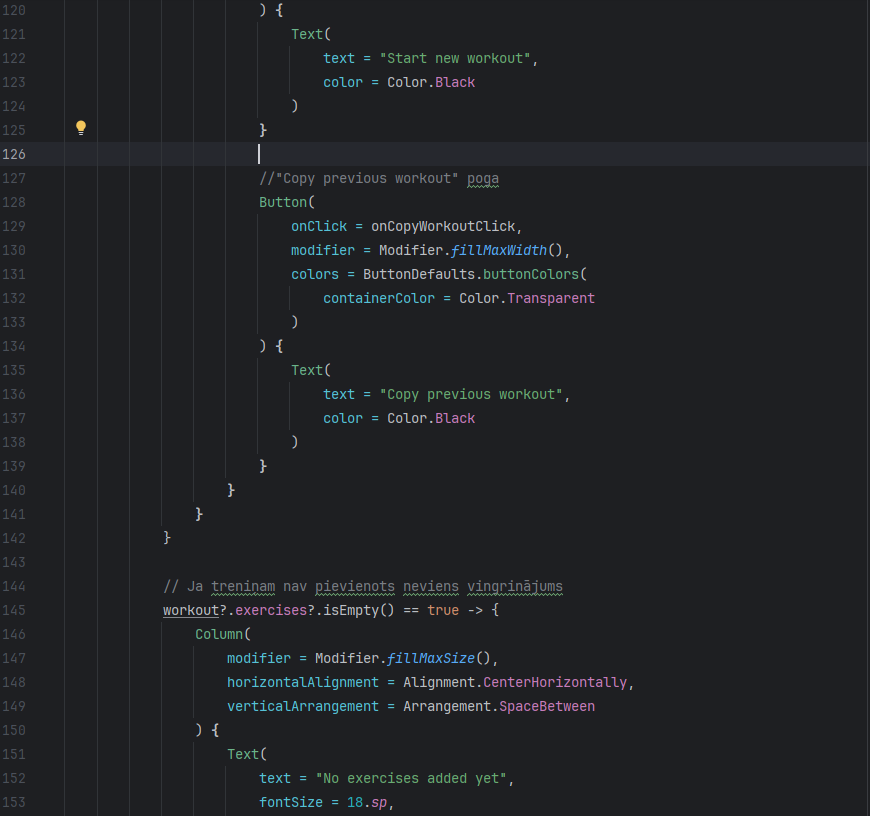 120 ) {
121 Text(
122 text = "Start new workout",
123 color = Color.Black
124 )
125 }
126
127 //"Copy previous workout" poga
128 Button(
129 onClick = onCopyWorkoutClick,
130 modifier = Modifier.fillMaxWidth(),
131 colors = ButtonDefaults.buttonColors(
132 containerColor = Color.Transparent
133 )
134 ) {
135 Text(
136 text = "Copy previous workout",
137 color = Color.Black
138 )
139 }
140 }
141 }
142 }
143
144 // Ja treniņam nav pievienots neviens vingrinājums
145 workout?.exercises?.isEmpty() == true -> {
146 Column(
147 modifier = Modifier.fillMaxSize(),
148 horizontalAlignment = Alignment.CenterHorizontally,
149 verticalArrangement = Arrangement.SpaceBetween
150 ) {
151 Text(
152 text = "No exercises added yet",
153 fontSize = 18.sp,